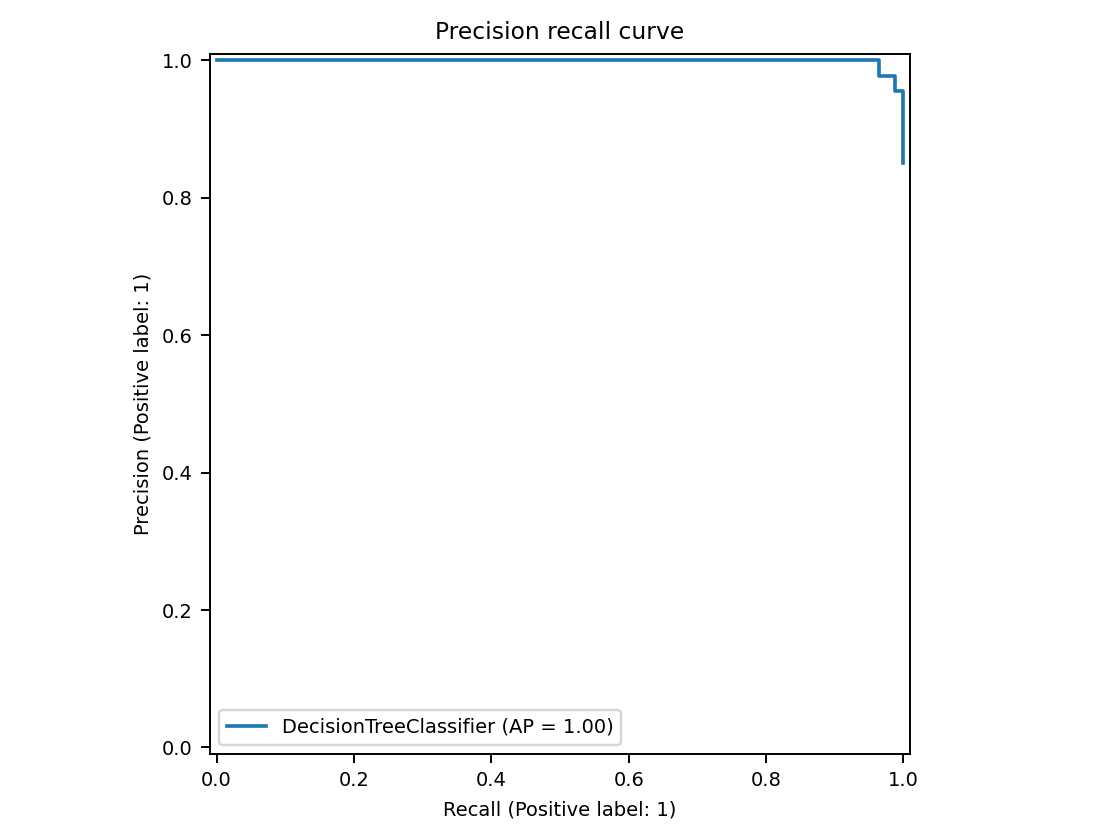 Precision recall curve
1.0
0.8
0.6
0.4
0.2
0.0
Precision (Positive label: 1)
DecisionTreeClassifier (AP = 1.00)
0.0 0.2 0.4 0.6 0.8 1.0
Recall (Positive label: 1)